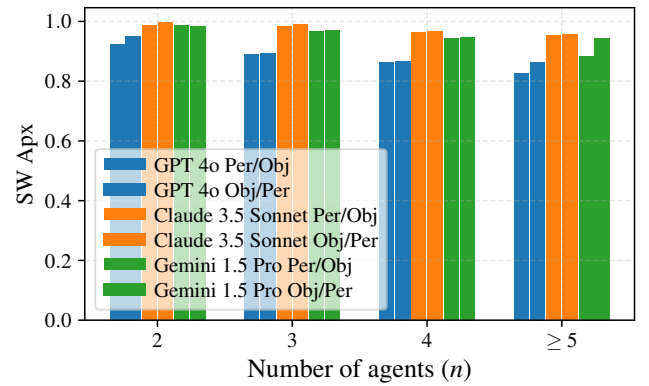 1.0
0.8
0.6
0.4
0.2
0.0
SW Apx
GPT 4o Per/Obj
GPT 4o Obj/Per
Claude 3.5 Sonnet Per/Obj
Claude 3.5 Sonnet Obj/Per
Gemini 1.5 Pro Per/Obj
Gemini 1.5 Pro Obj/Per
2 3 4 ≥ 5
Number of agents (n)